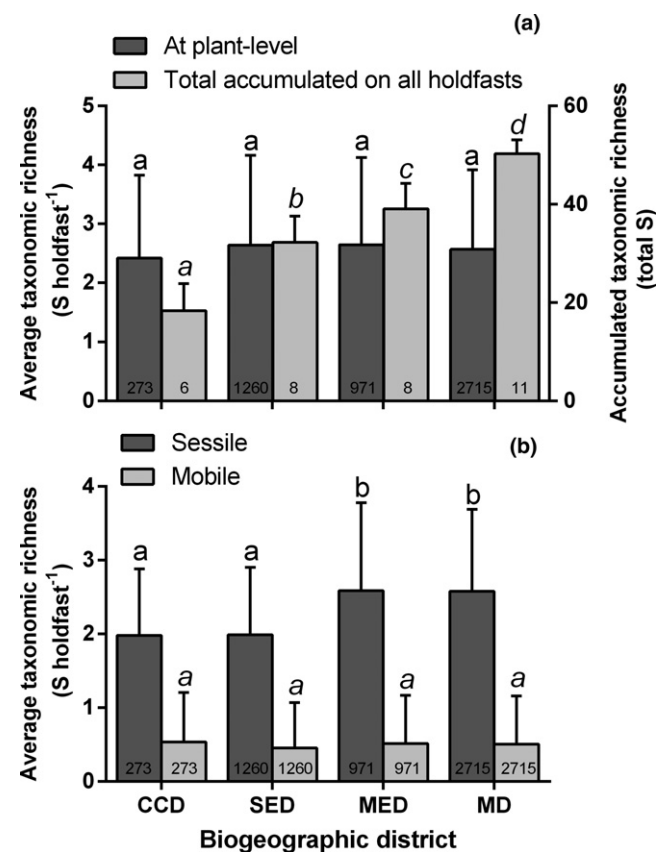 (a)
At plant-level
Total accumulated on all holdfasts
Average taxonomic richness
(S holdfast⁻¹)
5
4
3
2
1
0
a a a a
a b c d
273 6 1260 8 971 8 2715 11
60
40
20
0
Accumulated taxonomic richness
(total S)
(b)
Sessile
Mobile
Average taxonomic richness
(S holdfast⁻¹)
4
3
2
1
0
a a b b
a a a a
273 273 1260 1260 971 971 2715 2715
CCD SED MED MD
Biogeographic district